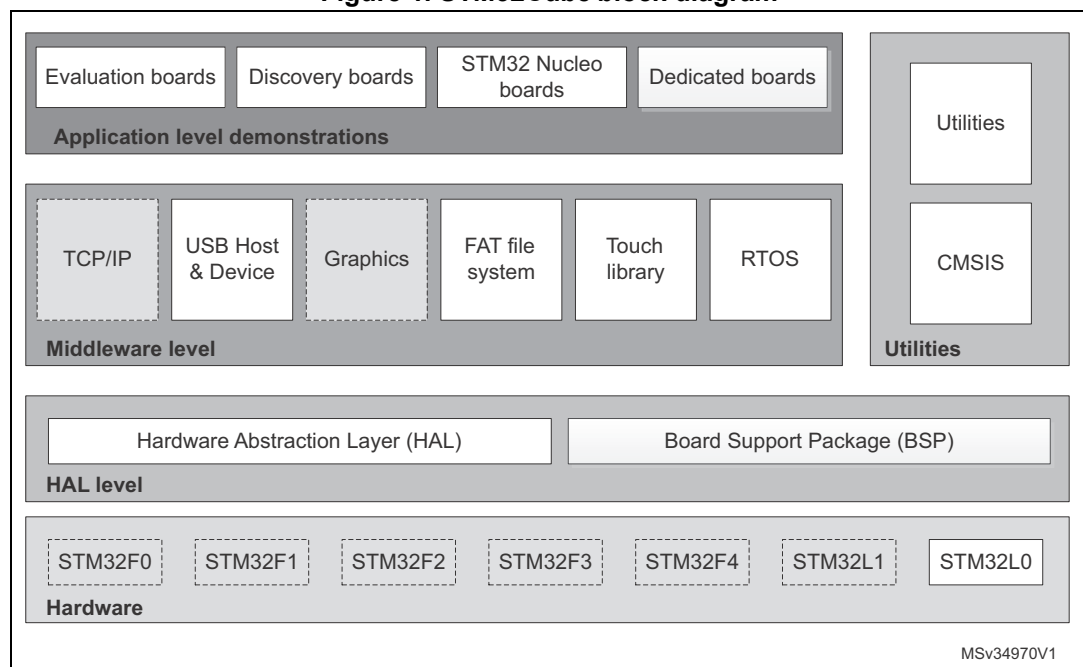 Evaluation boards
Discovery boards
STM32 Nucleo
boards
Dedicated boards
Application level demonstrations
TCP/IP
USB Host
& Device
Graphics
FAT file
system
Touch
library
RTOS
Middleware level
Utilities
CMSIS
Utilities
Hardware Abstraction Layer (HAL)
Board Support Package (BSP)
HAL level
STM32F0
STM32F1
STM32F2
STM32F3
STM32F4
STM32L1
STM32L0
Hardware
MSv34970V1